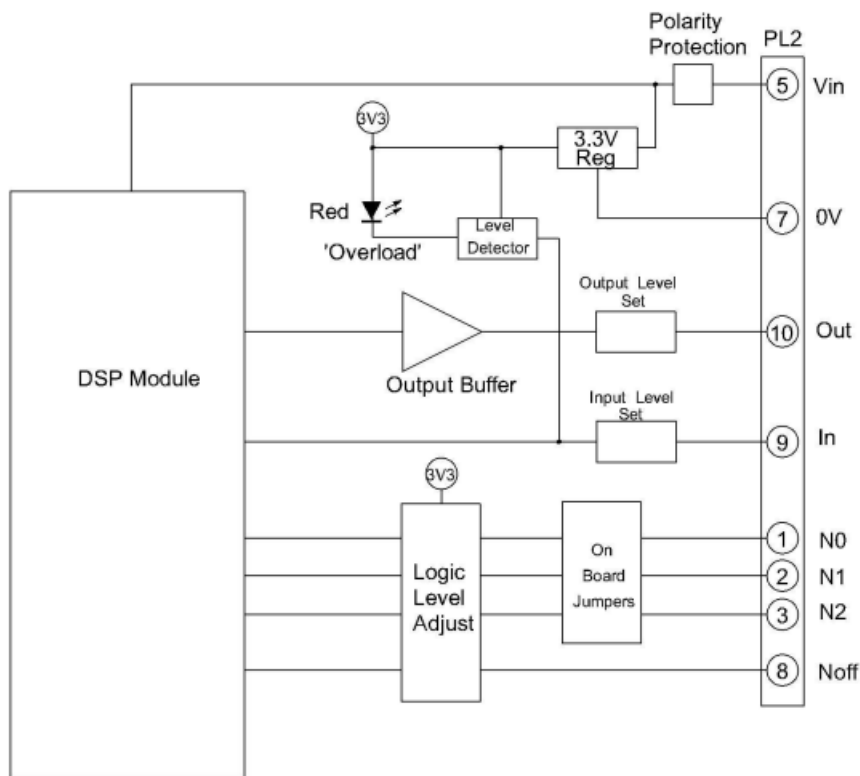 Polarity
Protection
PL2
5
Vin
3V3
3.3V
Reg
Red
'Overload'
Level
Detector
7
0V
Output Level
Set
10
Out
DSP Module
Output Buffer
Input Level
Set
9
In
3V3
Logic
Level
Adjust
On
Board
Jumpers
1
N0
2
N1
3
N2
8
Noff